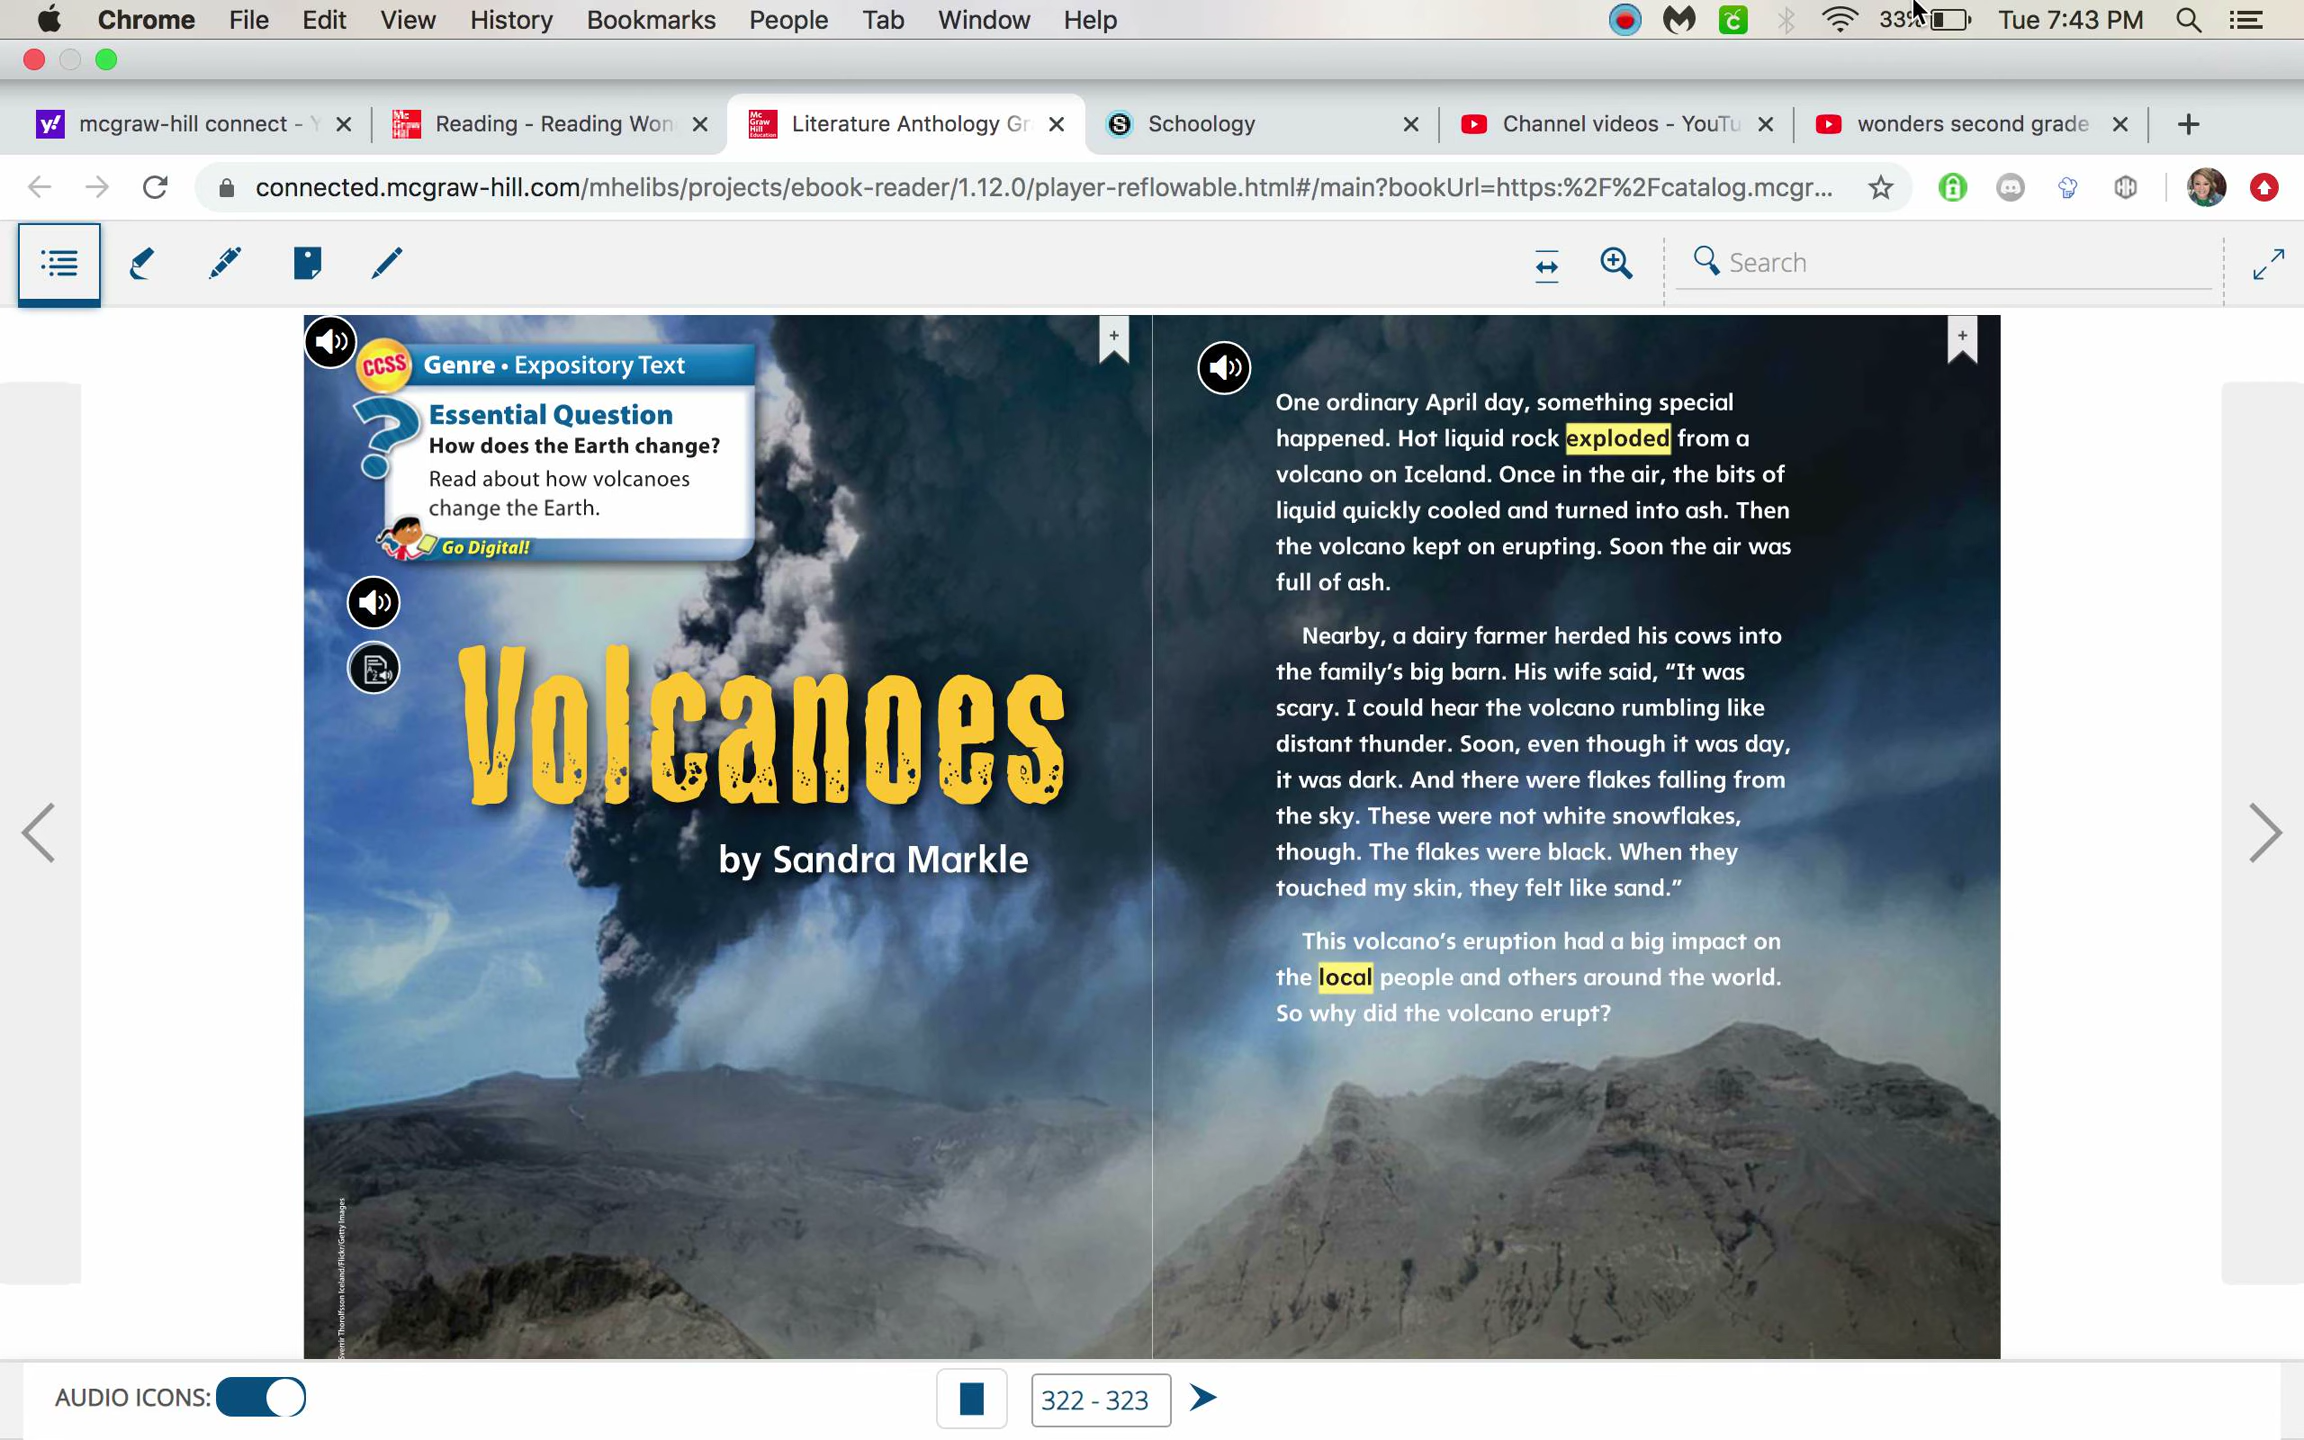 Chrome File Edit View History Bookmarks People Tab Window Help
33% Tue 7:43 PM
mcgraw-hill connect - Y
Reading - Reading Won
Literature Anthology Gr
Schoology
Channel videos - YouTu
wonders second grade
connected.mcgraw-hill.com/mhelibs/projects/ebook-reader/1.12.0/player-reflowable.html#/main?bookUrl=https:%2F%2Fcatalog.mcgr...
Search
CCSS
Genre • Expository Text
Essential Question
How does the Earth change?
Read about how volcanoes
change the Earth.
Go Digital!
Volcanoes
by Sandra Markle
Sverrir Thorolfsson Iceland/Flickr/Getty Images
One ordinary April day, something special
happened. Hot liquid rock exploded from a
volcano on Iceland. Once in the air, the bits of
liquid quickly cooled and turned into ash. Then
the volcano kept on erupting. Soon the air was
full of ash.
Nearby, a dairy farmer herded his cows into
the family's big barn. His wife said, “It was
scary. I could hear the volcano rumbling like
distant thunder. Soon, even though it was day,
it was dark. And there were flakes falling from
the sky. These were not white snowflakes,
though. The flakes were black. When they
touched my skin, they felt like sand.”
This volcano's eruption had a big impact on
the local people and others around the world.
So why did the volcano erupt?
AUDIO ICONS:
322 - 323